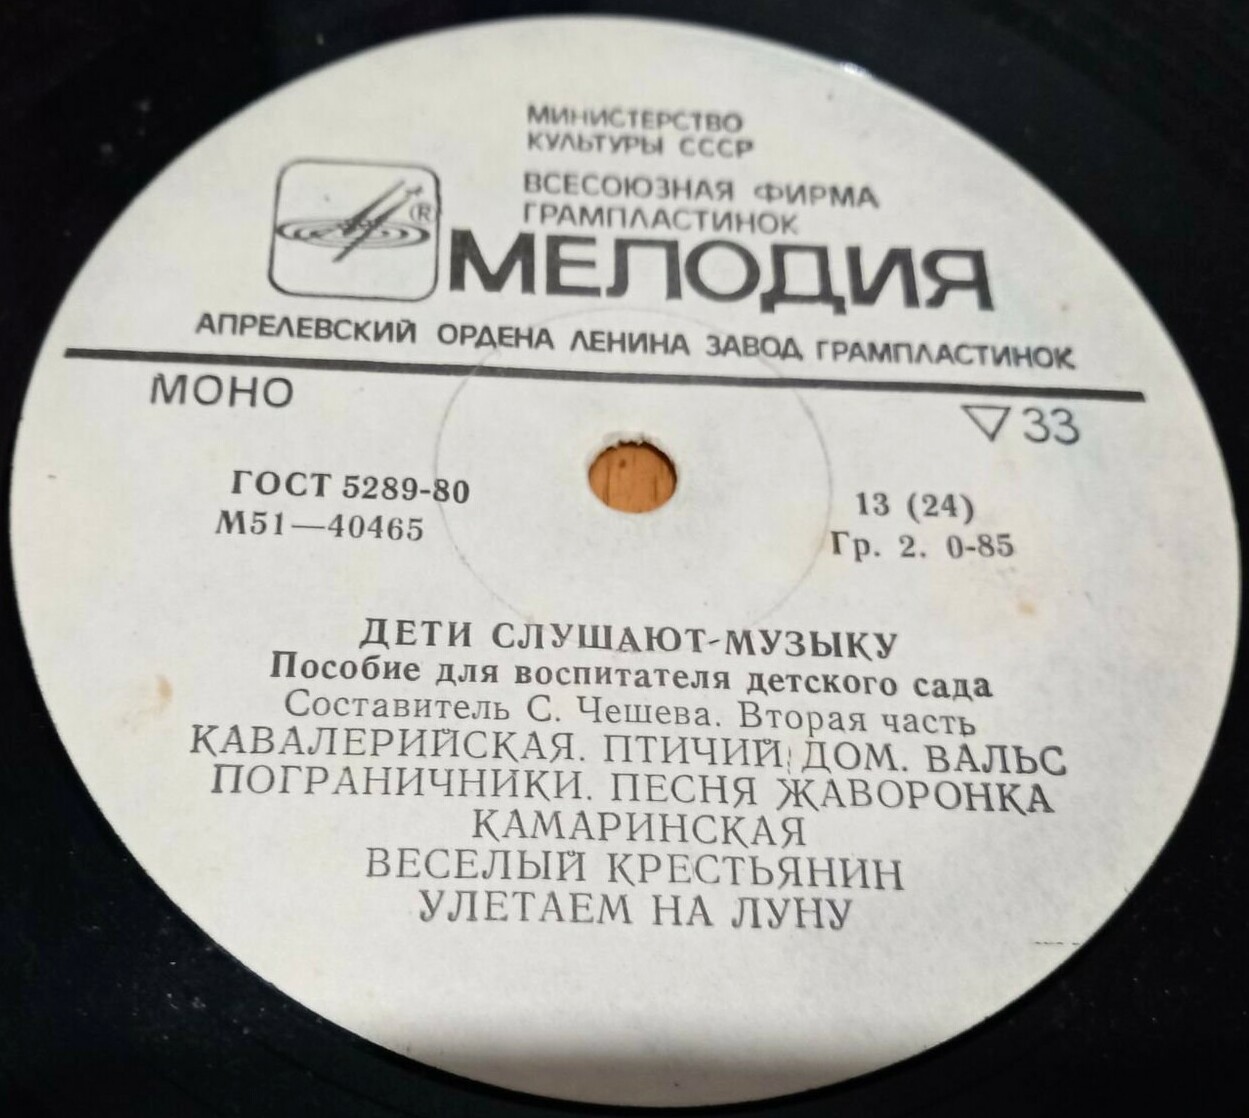 МИНИСТЕРСТВО
КУЛЬТУРЫ СССР
ВСЕСОЮЗНАЯ ФИРМА
ГРАМПЛАСТИНОК
®
МЕЛОДИЯ
АПРЕЛЕВСКИЙ ОРДЕНА ЛЕНИНА ЗАВОД ГРАМПЛАСТИНОК
МОНО
▽ 33
ГОСТ 5289-80
М51—40465
13 (24)
Гр. 2. 0-85
ДЕТИ СЛУШАЮТ-МУЗЫКУ
Пособие для воспитателя детского сада
Составитель С. Чешева. Вторая часть
КАВАЛЕРИЙСКАЯ. ПТИЧИЙ ДОМ. ВАЛЬС
ПОГРАНИЧНИКИ. ПЕСНЯ ЖАВОРОНКА
КАМАРИНСКАЯ
ВЕСЕЛЫЙ КРЕСТЬЯНИН
УЛЕТАЕМ НА ЛУНУ